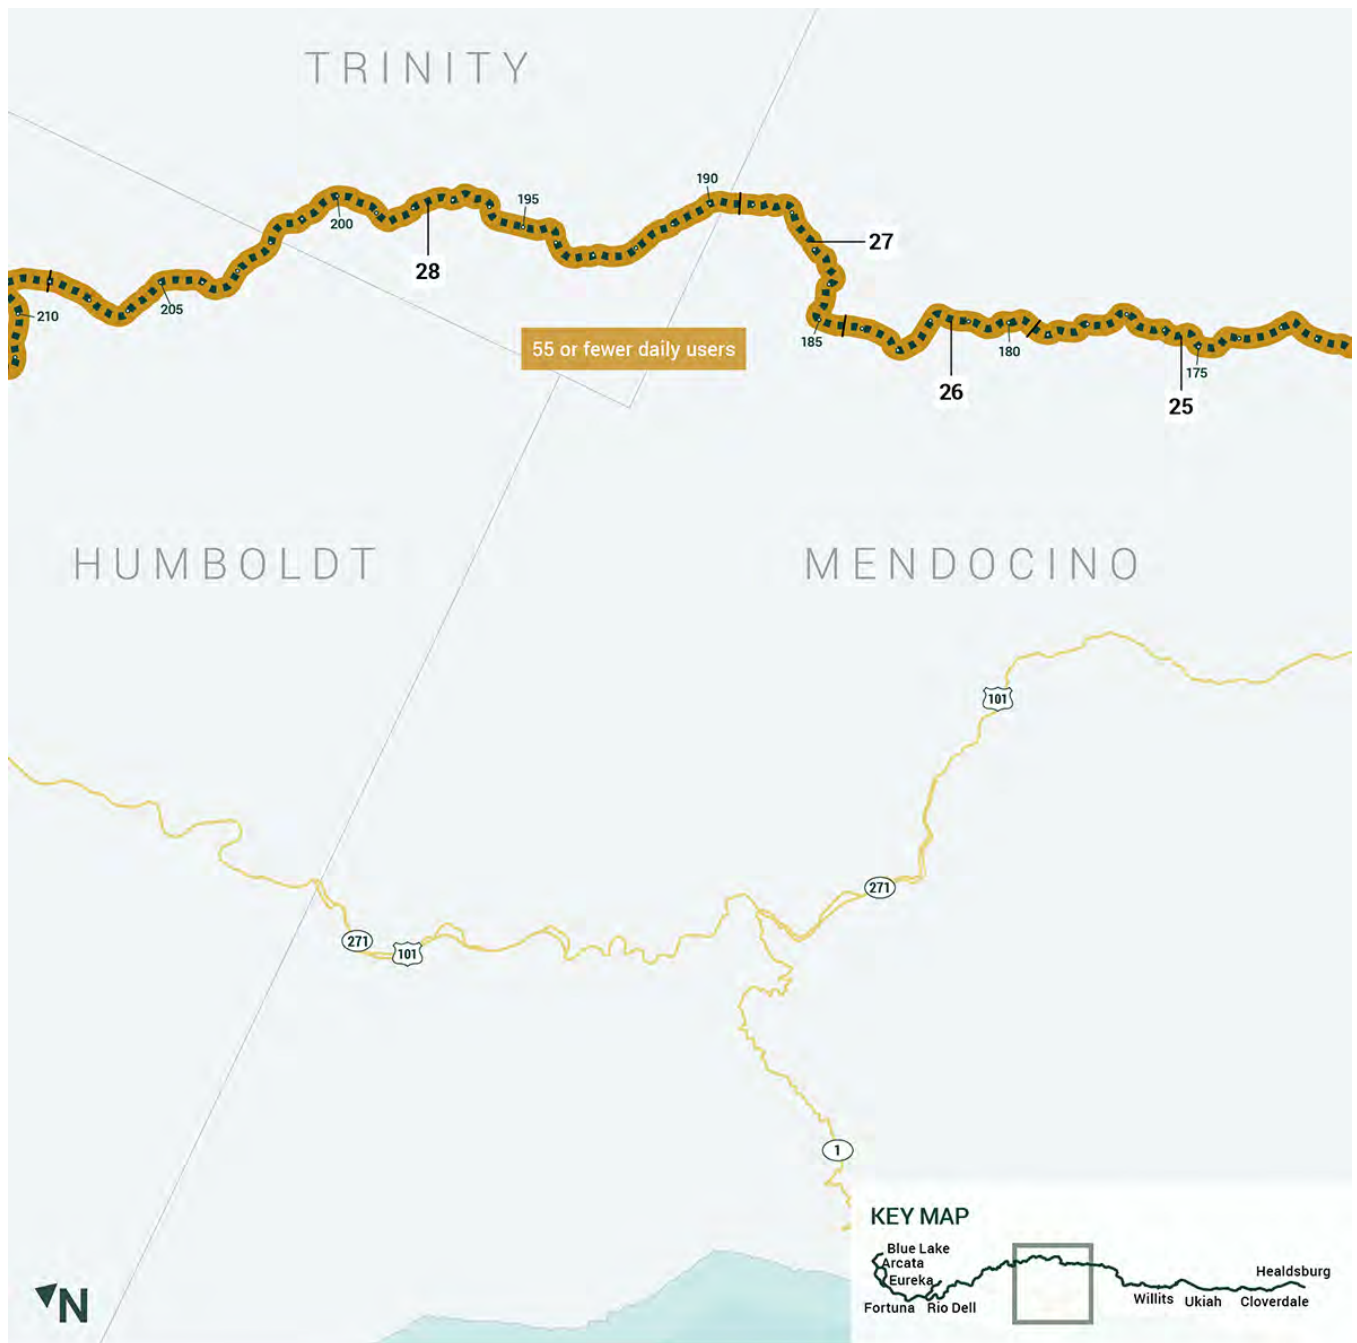 TRINITY
190
195
200
27
28
205
210
185
180
175
55 or fewer daily users
26
25
HUMBOLDT
MENDOCINO
101
271
271
101
1
KEY MAP
Blue Lake
Arcata
Eureka
Healdsburg
Fortuna
Rio Dell
Willits
Ukiah
Cloverdale
N